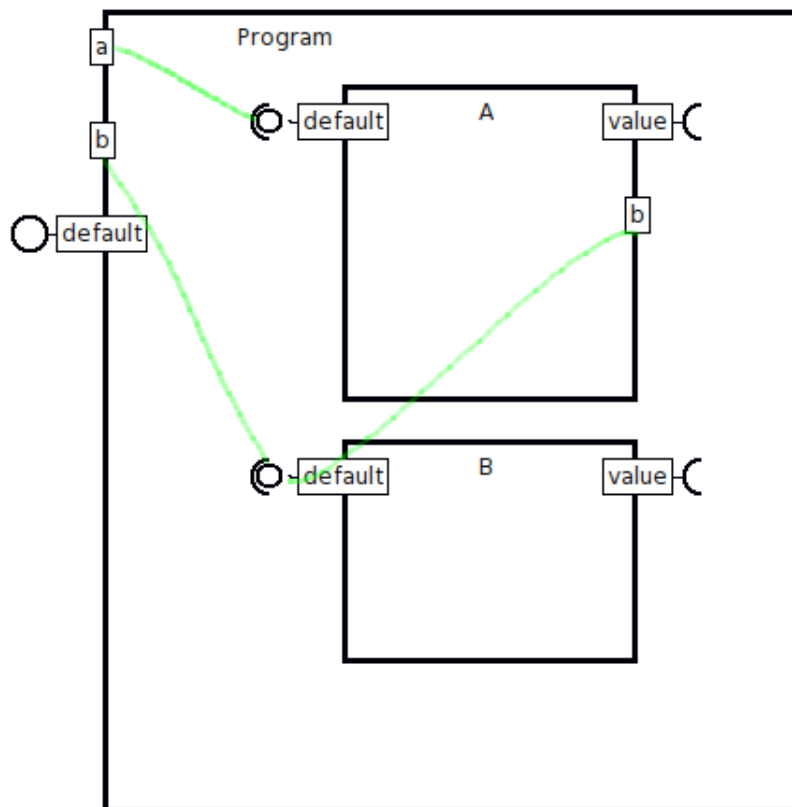 Program
a
default
A
value
b
b
default
default
B
value